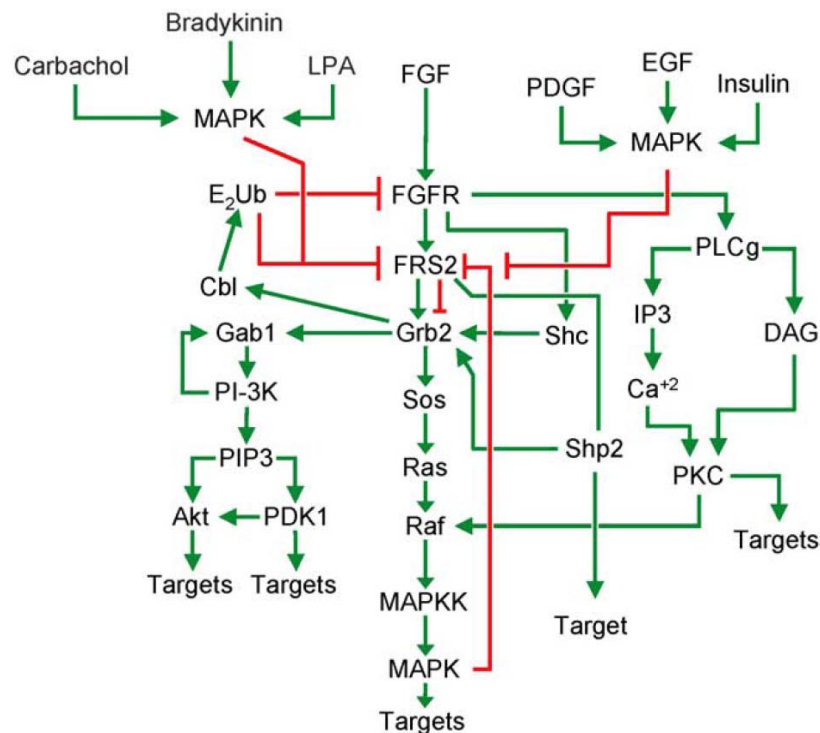 Bradykinin
Carbachol
LPA
MAPK
FGF
EGF
PDGF
Insulin
MAPK
E₂Ub
FGFR
PLCg
Cbl
FRS2
IP3
DAG
Gab1
Grb2
Shc
Ca⁺²
PI-3K
Sos
PIP3
Ras
Shp2
PKC
Akt
PDK1
Raf
Targets
Targets
Targets
MAPKK
Target
MAPK
Targets